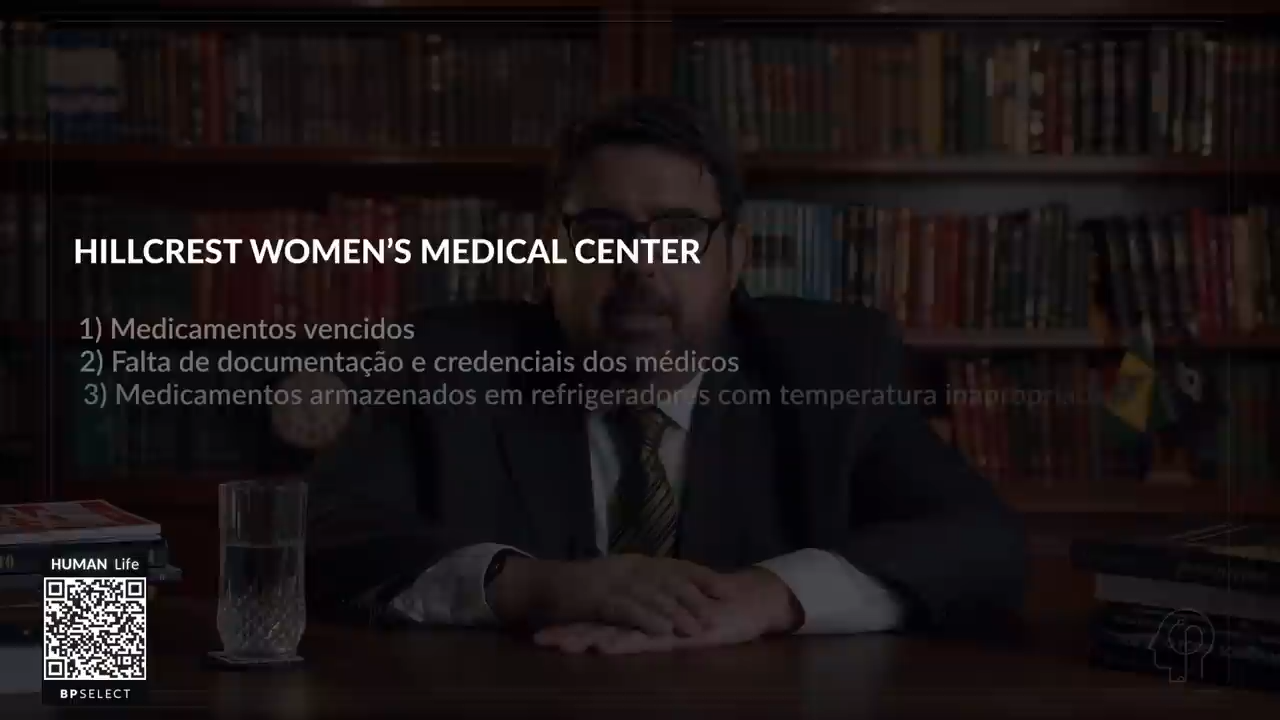 HILLCREST WOMEN’S MEDICAL CENTER
1) Medicamentos vencidos
2) Falta de documentação e credenciais dos médicos
3) Medicamentos armazenados em refrigeradores com temperatura
HUMAN Life
BPSELECT